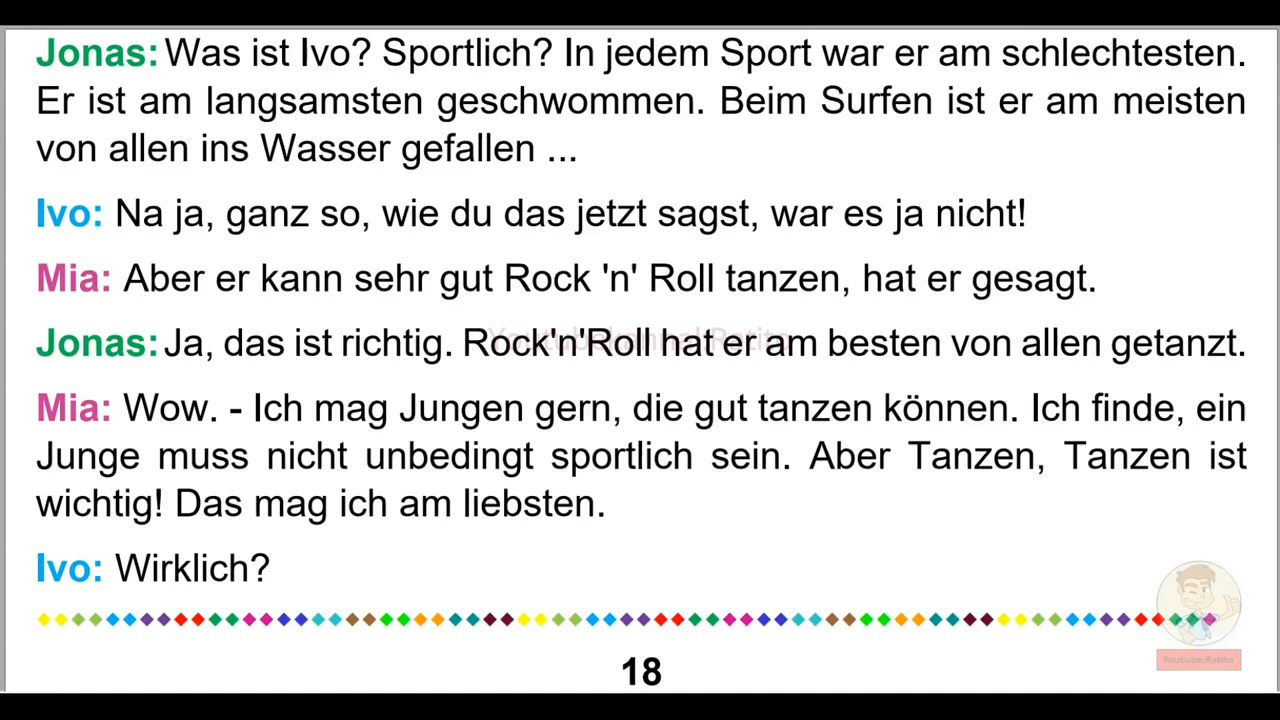 Jonas: Was ist Ivo? Sportlich? In jedem Sport war er am schlechtesten.
Er ist am langsamsten geschwommen. Beim Surfen ist er am meisten
von allen ins Wasser gefallen ...
Ivo: Na ja, ganz so, wie du das jetzt sagst, war es ja nicht!
Mia: Aber er kann sehr gut Rock 'n' Roll tanzen, hat er gesagt.
Jonas: Ja, das ist richtig. Rock'n'Roll hat er am besten von allen getanzt.
Youtubekannal Retito
Mia: Wow. - Ich mag Jungen gern, die gut tanzen können. Ich finde, ein
Junge muss nicht unbedingt sportlich sein. Aber Tanzen, Tanzen ist
wichtig! Das mag ich am liebsten.
Ivo: Wirklich?
Youtube:Retito
18